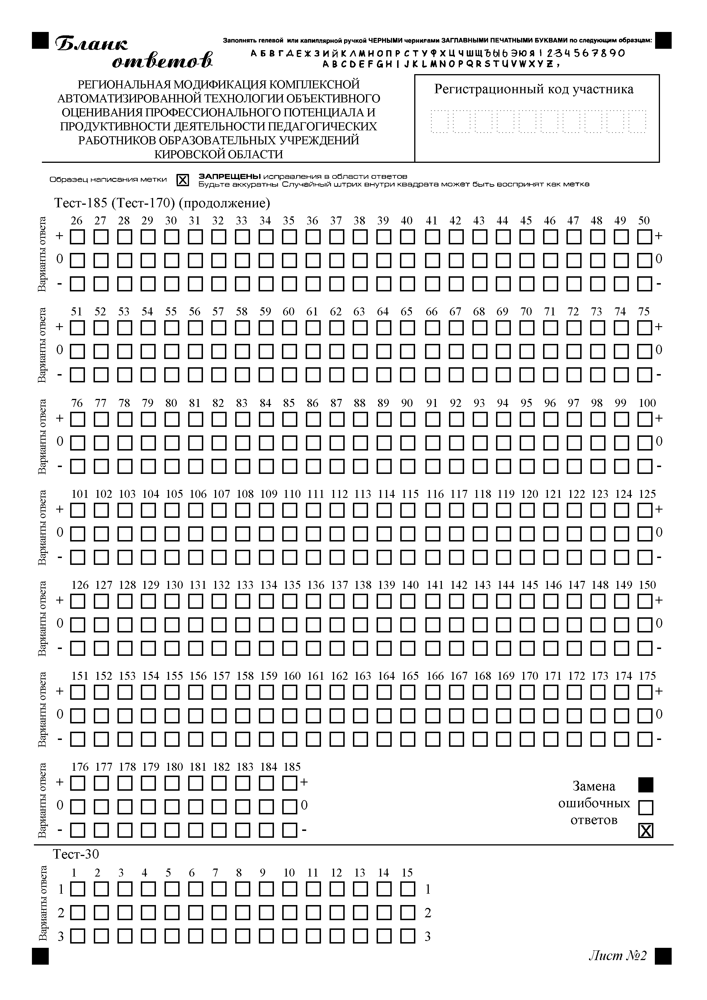 Бланк
ответов
Заполнять гелевой или капиллярной ручкой ЧЕРНЫМИ чернилами ЗАГЛАВНЫМИ ПЕЧАТНЫМИ БУКВАМИ по следующим образцам:
А Б В Г Д Е Ж З И Й К Л М Н О П Р С Т У Ф Х Ц Ч Ш Щ Ъ Ы Ь Э Ю Я 1 2 3 4 5 6 7 8 9 0
A B C D E F G H I J K L M N O P Q R S T U V W X Y Z ,
РЕГИОНАЛЬНАЯ МОДИФИКАЦИЯ КОМПЛЕКСНОЙ
АВТОМАТИЗИРОВАННОЙ ТЕХНОЛОГИИ ОБЪЕКТИВНОГО
ОЦЕНИВАНИЯ ПРОФЕССИОНАЛЬНОГО ПОТЕНЦИАЛА И
ПРОДУКТИВНОСТИ ДЕЯТЕЛЬНОСТИ ПЕДАГОГИЧЕСКИХ
РАБОТНИКОВ ОБРАЗОВАТЕЛЬНЫХ УЧРЕЖДЕНИЙ
КИРОВСКОЙ ОБЛАСТИ
Регистрационный код участника
Образец написания метки X
ЗАПРЕЩЕНЫ исправления в области ответов
Будьте аккуратны Случайный штрих внутри квадрата может быть воспринят как метка
Тест-185 (Тест-170) (продолжение)
Варианты ответа
26 27 28 29 30 31 32 33 34 35 36 37 38 39 40 41 42 43 44 45 46 47 48 49 50
+ +
0 0
- -
Варианты ответа
51 52 53 54 55 56 57 58 59 60 61 62 63 64 65 66 67 68 69 70 71 72 73 74 75
+ +
0 0
- -
Варианты ответа
76 77 78 79 80 81 82 83 84 85 86 87 88 89 90 91 92 93 94 95 96 97 98 99 100
+ +
0 0
- -
Варианты ответа
101 102 103 104 105 106 107 108 109 110 111 112 113 114 115 116 117 118 119 120 121 122 123 124 125
+ +
0 0
- -
Варианты ответа
126 127 128 129 130 131 132 133 134 135 136 137 138 139 140 141 142 143 144 145 146 147 148 149 150
+ +
0 0
- -
Варианты ответа
151 152 153 154 155 156 157 158 159 160 161 162 163 164 165 166 167 168 169 170 171 172 173 174 175
+ +
0 0
- -
Варианты ответа
176 177 178 179 180 181 182 183 184 185
+ +
0 0
- -
Замена
ошибочных
ответов
X
Тест-30
Варианты ответа
1 2 3 4 5 6 7 8 9 10 11 12 13 14 15
1 1
2 2
3 3
Лист №2